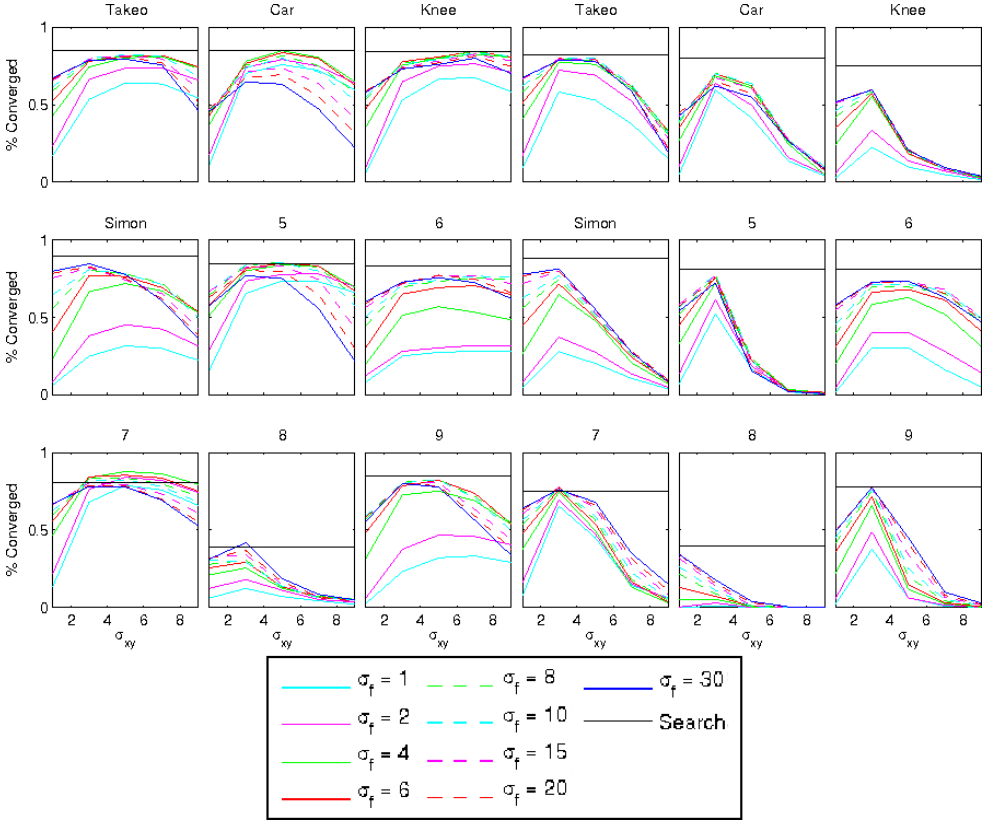 Takeo Car Knee Takeo Car Knee
1
% Converged
0.5
0
Simon 5 6 Simon 5 6
1
% Converged
0.5
0
7 8 9 7 8 9
1
% Converged
0.5
0
2 4 6 8 2 4 6 8 2 4 6 8 2 4 6 8 2 4 6 8 2 4 6 8
σxy σxy σxy σxy σxy σxy
σf = 1 σf = 8 σf = 30
σf = 2 σf = 10 Search
σf = 4 σf = 15
σf = 6 σf = 20